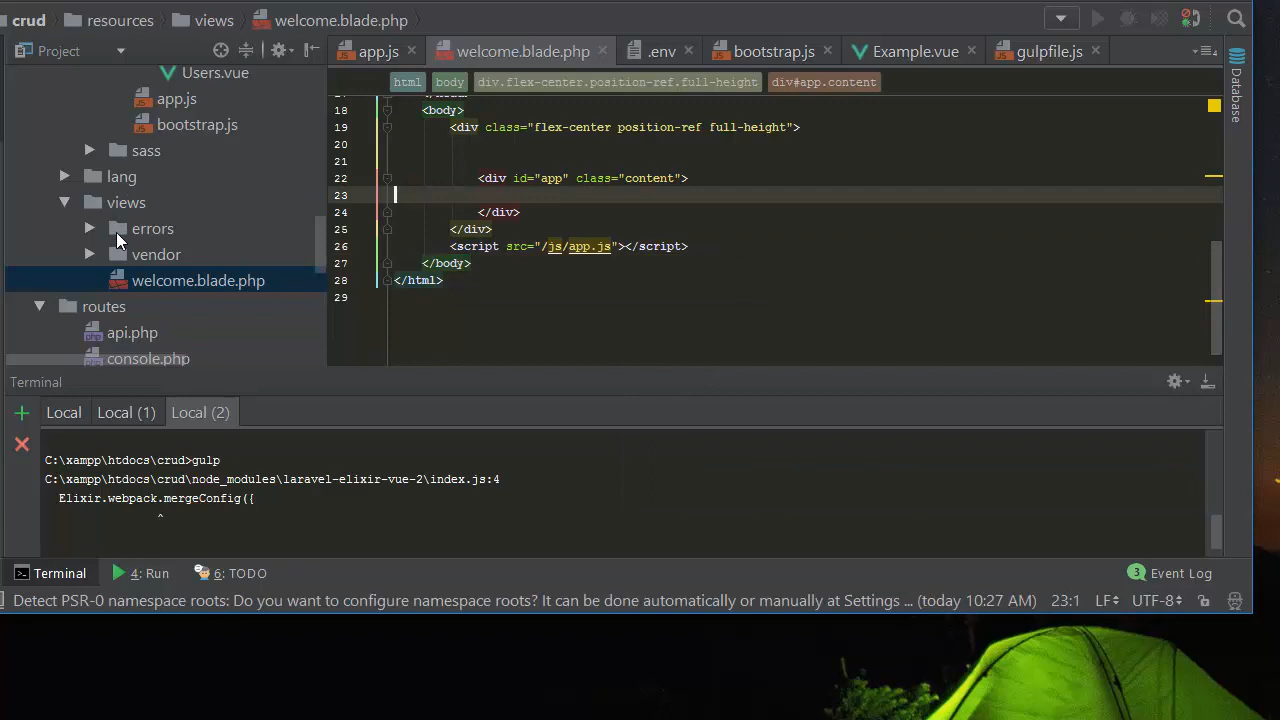 crud resources views welcome.blade.php
Project
app.js welcome.blade.php .env bootstrap.js Example.vue gulpfile.js
html body div.flex-center.position-ref.full-height div#app.content
Users.vue
app.js
bootstrap.js
sass
lang
views
errors
vendor
welcome.blade.php
routes
api.php
console.php
18 <body>
19 <div class="flex-center position-ref full-height">
20
21
22 <div id="app" class="content">
23
24 </div>
25 </div>
26 <script src="/js/app.js"></script>
27 </body>
28 </html>
29
Database
Terminal
Local Local (1) Local (2)
C:\xampp\htdocs\crud>gulp
C:\xampp\htdocs\crud\node_modules\laravel-elixir-vue-2\index.js:4
Elixir.webpack.mergeConfig({
^
Terminal 4: Run 6: TODO 3 Event Log
Detect PSR-0 namespace roots: Do you want to configure namespace roots? It can be done automatically or manually at Settings ... (today 10:27 AM) 23:1 LF UTF-8